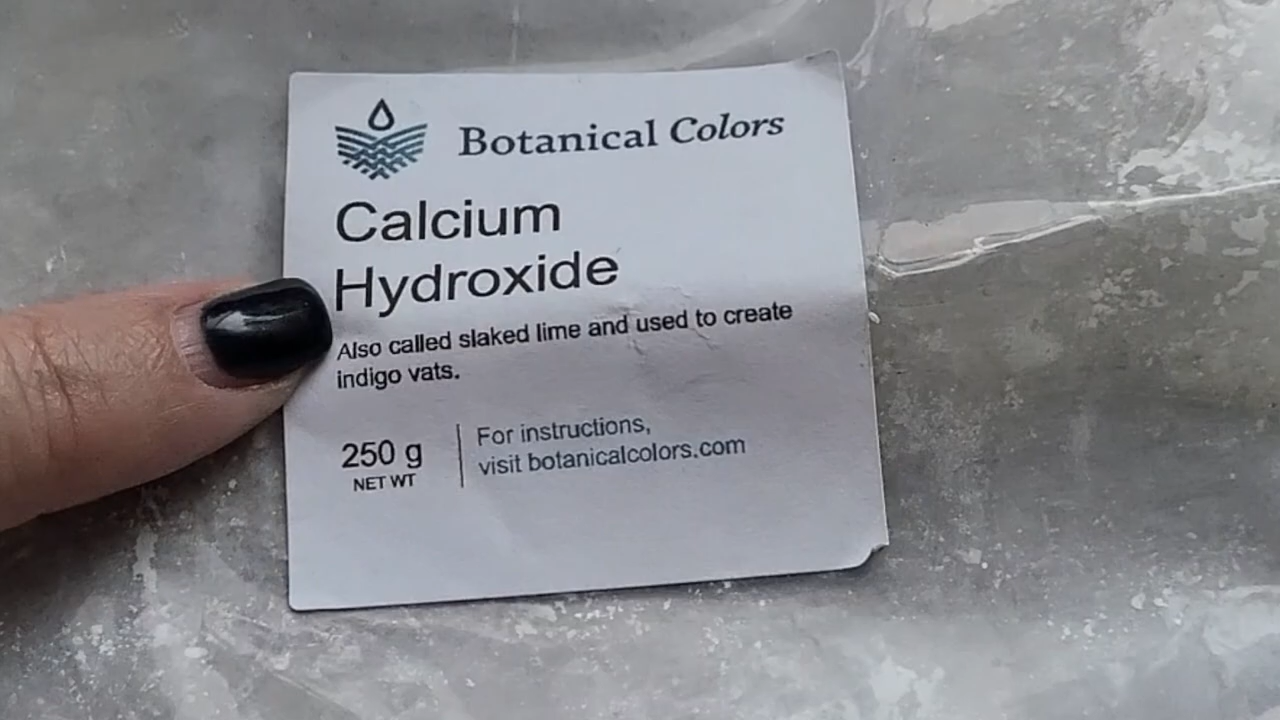 Botanical Colors
Calcium
Hydroxide
Also called slaked lime and used to create
indigo vats.
250 g
NET WT
For instructions,
visit botanicalcolors.com